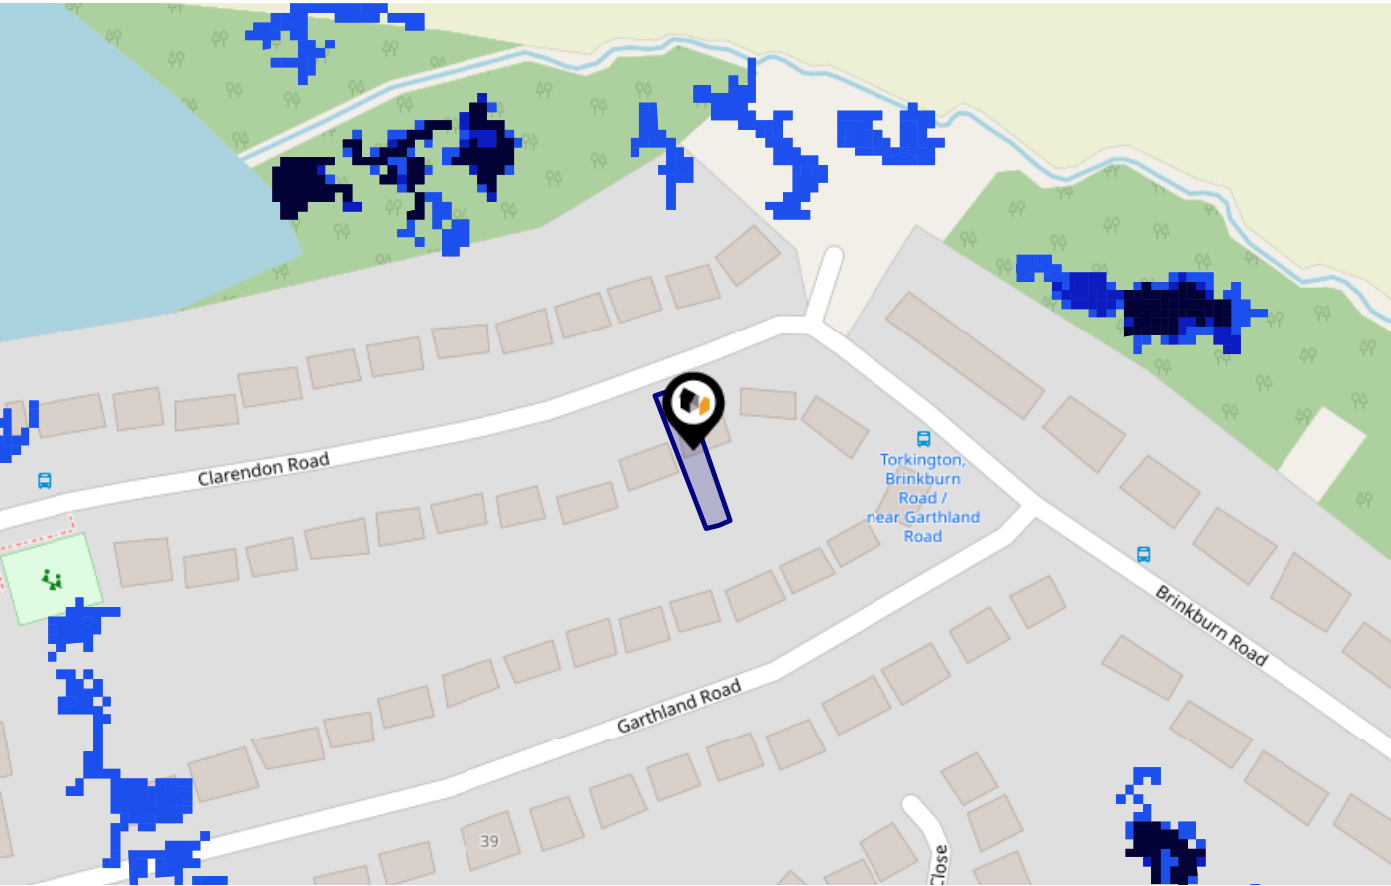 Clarendon Road
Torkington,
Brinkburn
Road /
near Garthland
Road
Brinkburn Road
Garthland Road
39
Close